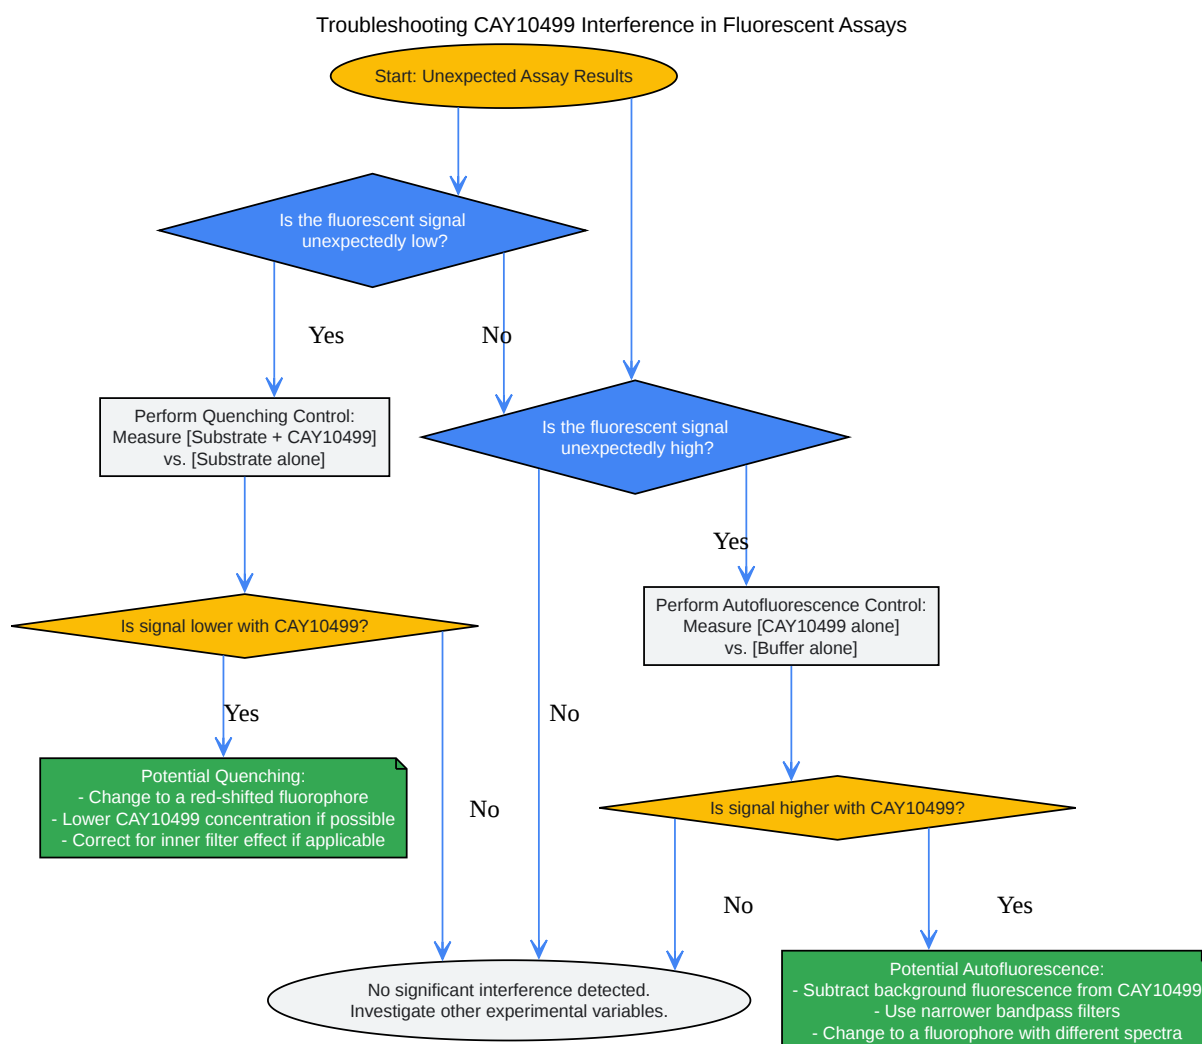 Troubleshooting CAY10499 Interference in Fluorescent Assays
Start: Unexpected Assay Results
Is the fluorescent signal
unexpectedly low?
Yes
No
Perform Quenching Control:
Measure [Substrate + CAY10499]
vs. [Substrate alone]
Is the fluorescent signal
unexpectedly high?
Yes
Perform Autofluorescence Control:
Measure [CAY10499 alone]
vs. [Buffer alone]
Is signal lower with CAY10499?
Yes
No
Potential Quenching:
- Change to a red-shifted fluorophore
- Lower CAY10499 concentration if possible
- Correct for inner filter effect if applicable
No
Is signal higher with CAY10499?
No
Yes
No significant interference detected.
Investigate other experimental variables.
Potential Autofluorescence:
- Subtract background fluorescence from CAY10499
- Use narrower bandpass filters
- Change to a fluorophore with different spectra